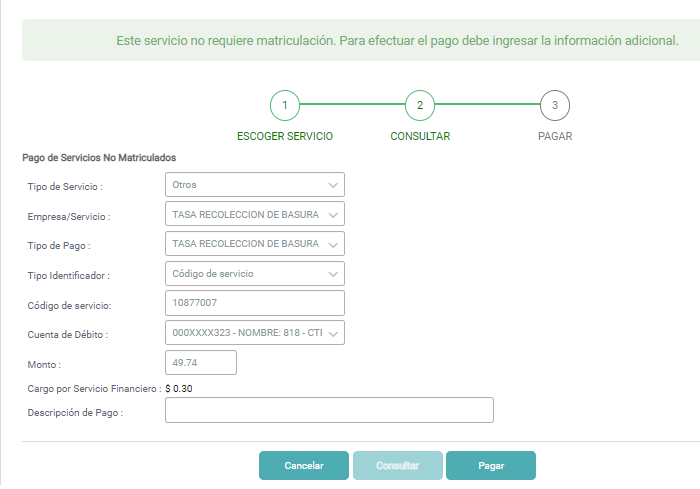 Este servicio no requiere matriculación. Para efectuar el pago debe ingresar la información adicional.
1 2 3
ESCOGER SERVICIO CONSULTAR PAGAR
Pago de Servicios No Matriculados
Tipo de Servicio : Otros
Empresa/Servicio : TASA RECOLECCION DE BASURA
Tipo de Pago : TASA RECOLECCION DE BASURA
Tipo Identificador : Código de servicio
Código de servicio: 10877007
Cuenta de Débito : 000XXXX323 - NOMBRE: 818 - CTI
Monto : 49.74
Cargo por Servicio Financiero : $ 0.30
Descripción de Pago :
Cancelar Consultar Pagar